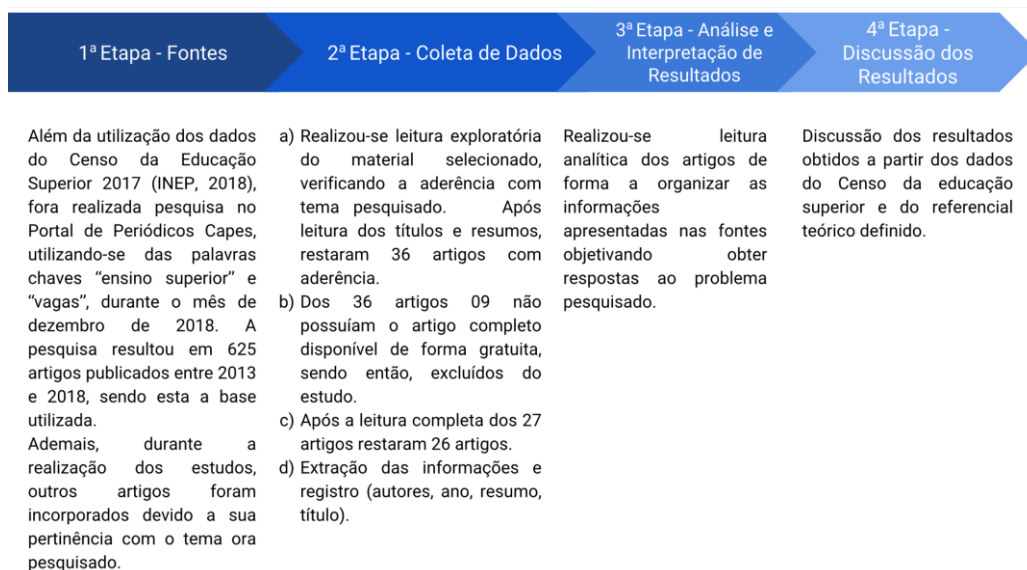 1ª Etapa - Fontes
2ª Etapa - Coleta de Dados
3ª Etapa - Análise e
Interpretação de
Resultados
4ª Etapa -
Discussão dos
Resultados
Além da utilização dos dados
do Censo da Educação
Superior 2017 (INEP, 2018),
fora realizada pesquisa no
Portal de Periódicos Capes,
utilizando-se das palavras
chaves “ensino superior” e
“vagas”, durante o mês de
dezembro de 2018. A
pesquisa resultou em 625
artigos publicados entre 2013
e 2018, sendo esta a base
utilizada.
Ademais, durante a
realização dos estudos,
outros artigos foram
incorporados devido a sua
pertinência com o tema ora
pesquisado.
a) Realizou-se leitura exploratória
do material selecionado,
verificando a aderência com
tema pesquisado. Após
leitura dos títulos e resumos,
restaram 36 artigos com
aderência.
b) Dos 36 artigos 09 não
possuíam o artigo completo
disponível de forma gratuita,
sendo então, excluídos do
estudo.
c) Após a leitura completa dos 27
artigos restaram 26 artigos.
d) Extração das informações e
registro (autores, ano, resumo,
título).
Realizou-se leitura
analítica dos artigos de
forma a organizar as
informações
apresentadas nas fontes
objetivando obter
respostas ao problema
pesquisado.
Discussão dos resultados
obtidos a partir dos dados
do Censo da educação
superior e do referencial
teórico definido.